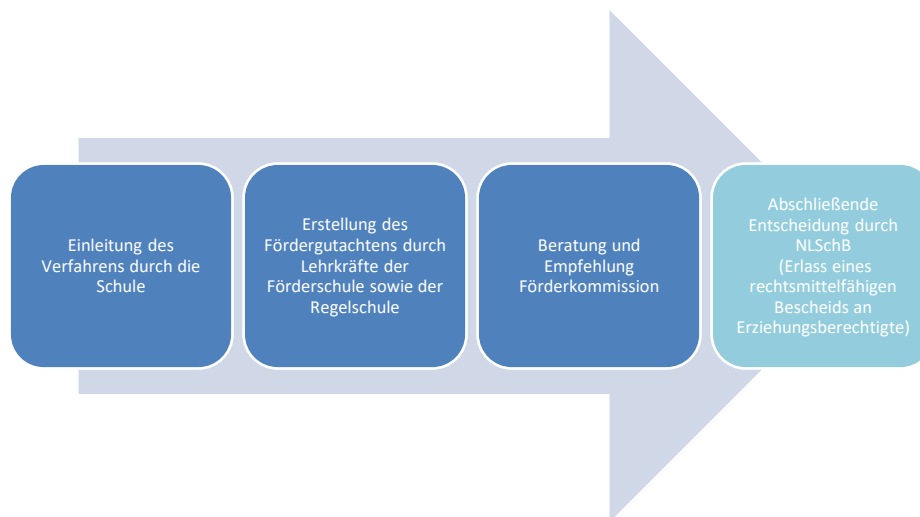 Einleitung des
Verfahrens durch die
Schule
Erstellung des
Fördergutachtens durch
Lehrkräfte der
Förderschule sowie der
Regelschule
Beratung und
Empfehlung
Förderkommission
Abschließende
Entscheidung durch
NLSchB
(Erlass eines
rechtsmittelfähigen
Bescheids an
Erziehungsberechtigte)